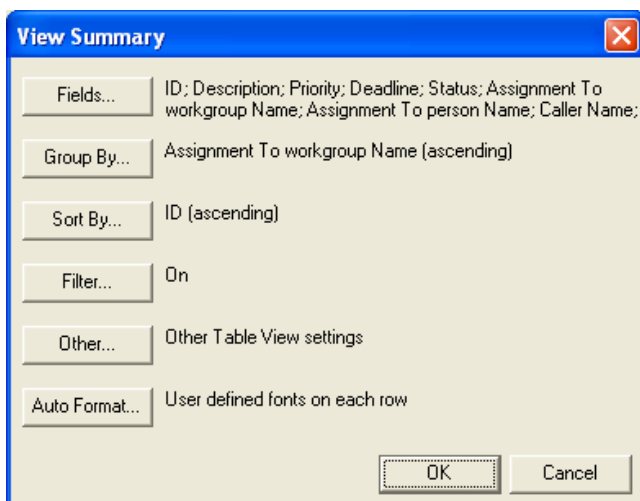 View Summary
Fields... ID; Description; Priority; Deadline; Status; Assignment To
workgroup Name; Assignment To person Name; Caller Name;
Group By... Assignment To workgroup Name (ascending)
Sort By... ID (ascending)
Filter... On
Other... Other Table View settings
Auto Format... User defined fonts on each row
OK Cancel